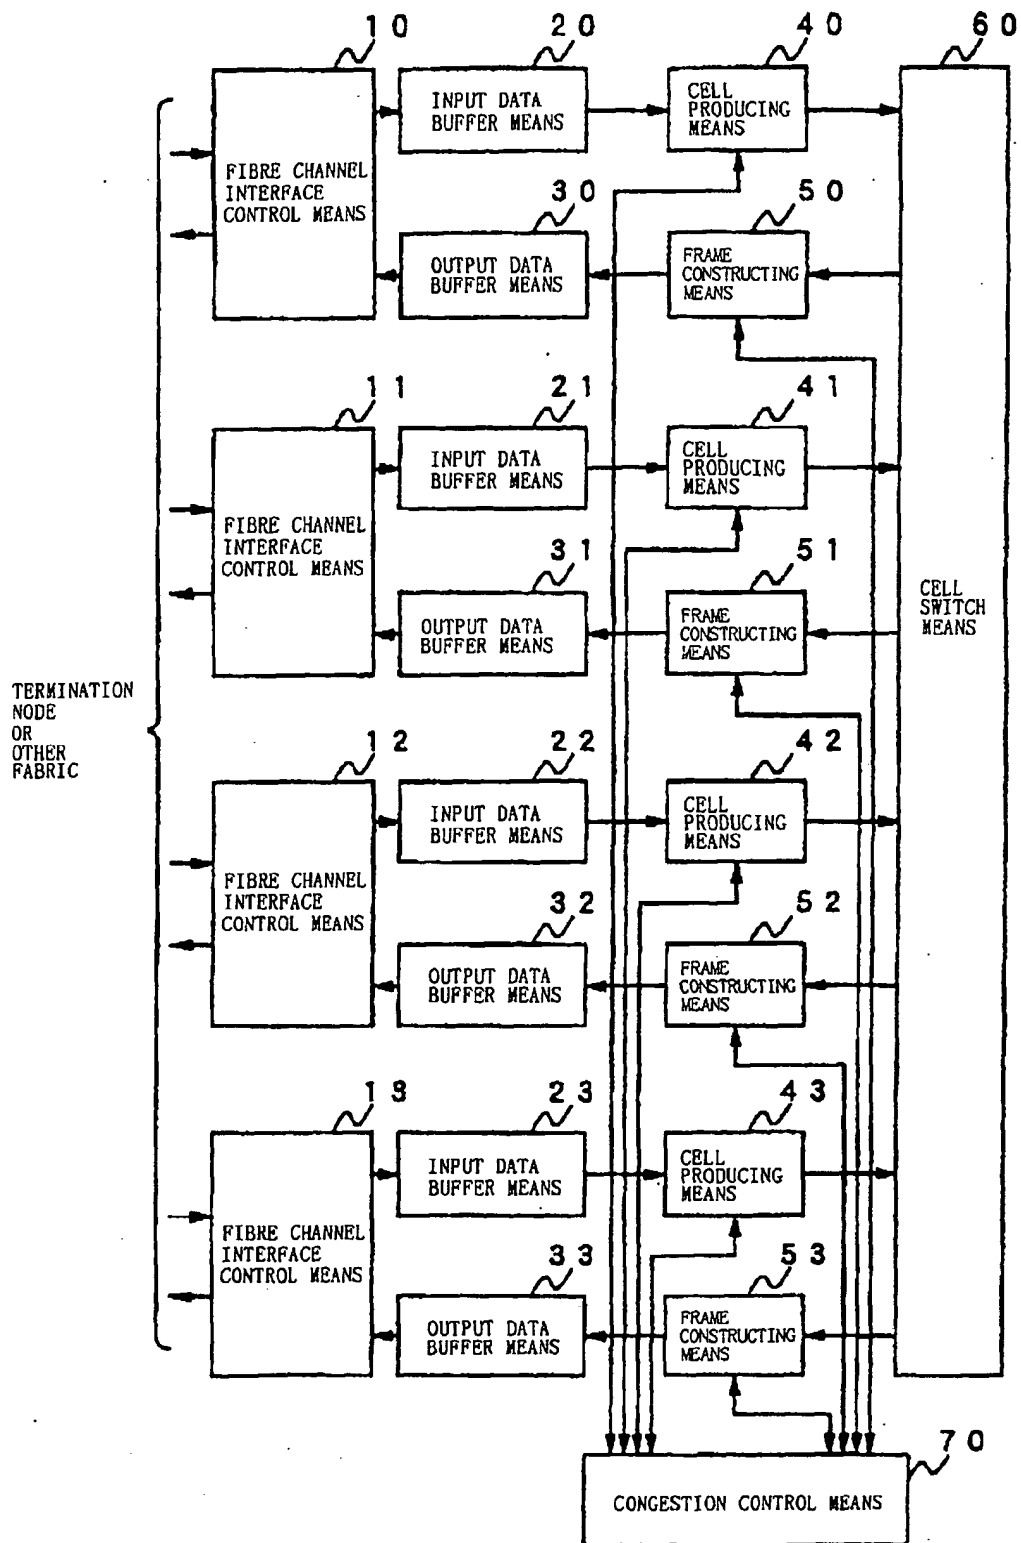 10 20 40 60
FIBRE CHANNEL
INTERFACE
CONTROL MEANS
INPUT DATA
BUFFER MEANS
CELL
PRODUCING
MEANS
30 50
OUTPUT DATA
BUFFER MEANS
FRAME
CONSTRUCTING
MEANS
11 21 41
FIBRE CHANNEL
INTERFACE
CONTROL MEANS
INPUT DATA
BUFFER MEANS
CELL
PRODUCING
MEANS
31 51
OUTPUT DATA
BUFFER MEANS
FRAME
CONSTRUCTING
MEANS
CELL
SWITCH
MEANS
TERMINATION
NODE
OR
OTHER
FABRIC
12 22 42
FIBRE CHANNEL
INTERFACE
CONTROL MEANS
INPUT DATA
BUFFER MEANS
CELL
PRODUCING
MEANS
32 52
OUTPUT DATA
BUFFER MEANS
FRAME
CONSTRUCTING
MEANS
13 23 43
FIBRE CHANNEL
INTERFACE
CONTROL MEANS
INPUT DATA
BUFFER MEANS
CELL
PRODUCING
MEANS
33 53
OUTPUT DATA
BUFFER MEANS
FRAME
CONSTRUCTING
MEANS
70
CONGESTION CONTROL MEANS